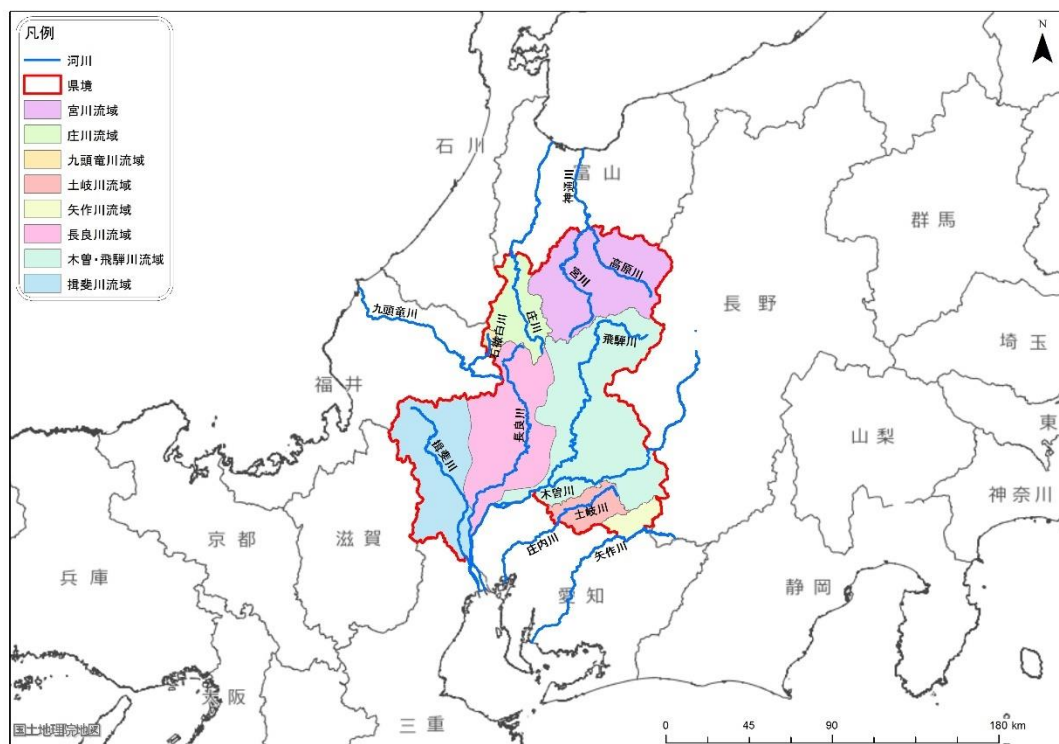 凡例
河川
県境
宮川流域
庄川流域
九頭竜川流域
土岐川流域
矢作川流域
長良川流域
木曽・飛騨川流域
揖斐川流域
N
石川
富山
神通川
群馬
高原川
宮川
長野
九頭竜川
石徹白川
庄川
飛騨川
埼玉
福井
長良川
揖斐川
山梨
東
木曽川
神奈川
土岐川
京都
滋賀
庄内川
矢作川
兵庫
愛知
静岡
大阪
三重
国土地理院地図
0 45 90 180 km